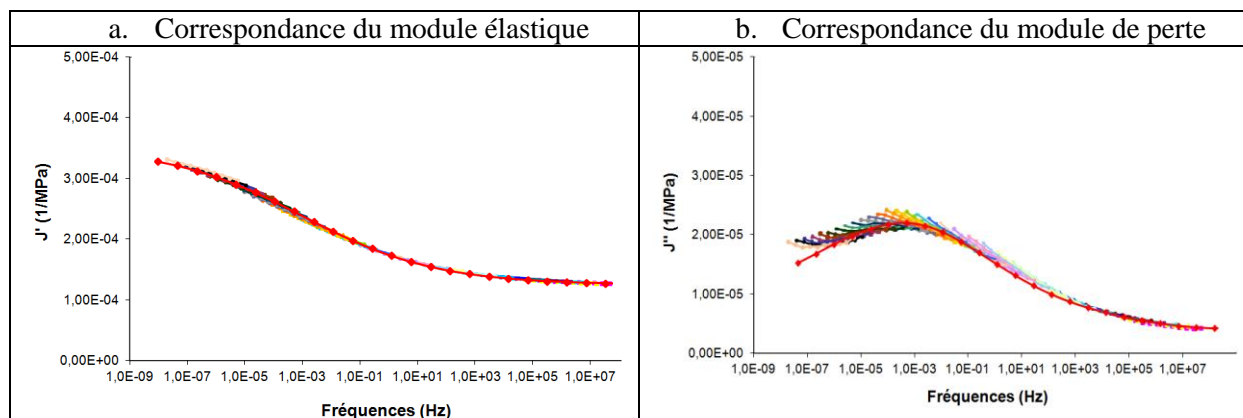 a. Correspondance du module élastique
b. Correspondance du module de perte
5,00E-04
4,00E-04
3,00E-04
2,00E-04
1,00E-04
0,00E+00
J' (1/MPa)
1,0E-09 1,0E-07 1,0E-05 1,0E-03 1,0E-01 1,0E+01 1,0E+03 1,0E+05 1,0E+07
Fréquences (Hz)
5,00E-05
4,00E-05
3,00E-05
2,00E-05
1,00E-05
0,00E+00
J'' (1/MPa)
1,0E-09 1,0E-07 1,0E-05 1,0E-03 1,0E-01 1,0E+01 1,0E+03 1,0E+05 1,0E+07
Fréquences (Hz)